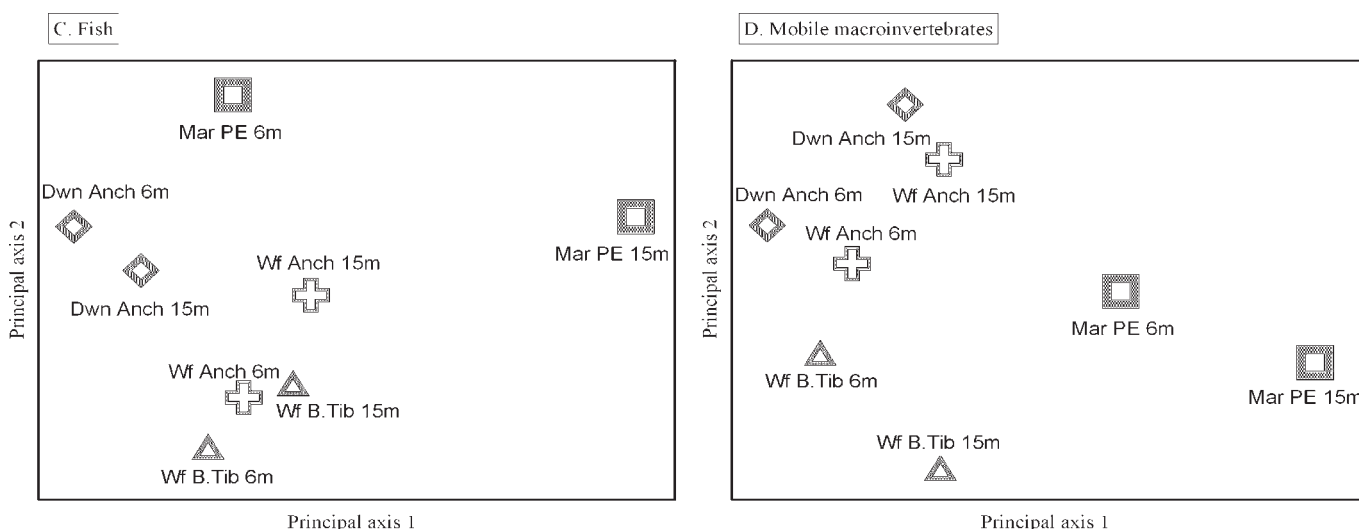 C. Fish
Mar PE 6m
Dwn Anch 6m
Mar PE 15m
Wf Anch 15m
Dwn Anch 15m
Wf Anch 6m
Wf B.Tib 15m
Wf B.Tib 6m
Principal axis 2
Principal axis 1
D. Mobile macroinvertebrates
Dwn Anch 15m
Wf Anch 15m
Dwn Anch 6m
Wf Anch 6m
Mar PE 6m
Wf B.Tib 6m
Mar PE 15m
Wf B.Tib 15m
Principal axis 2
Principal axis 1